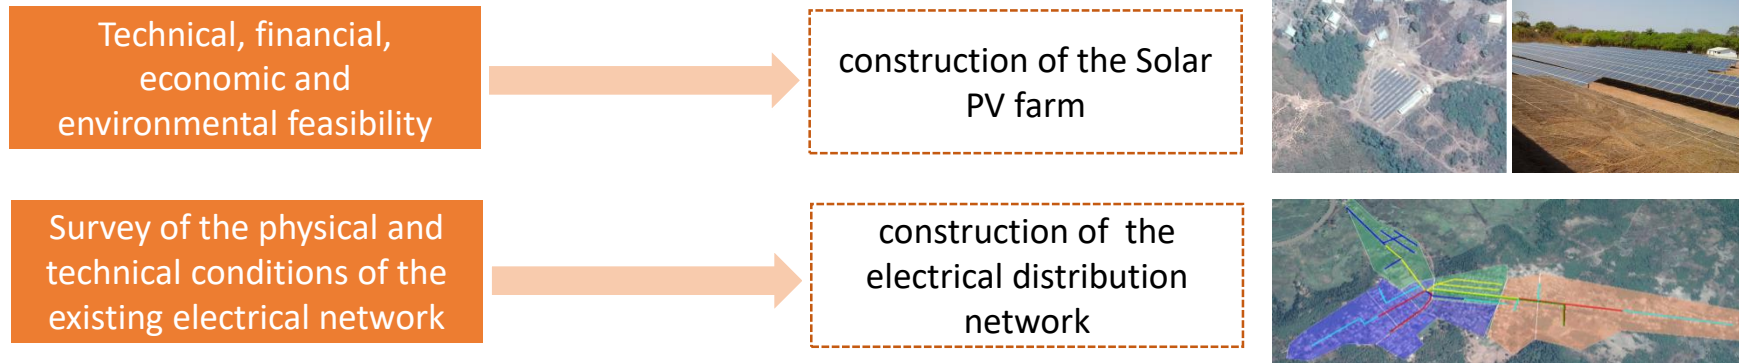 Technical, financial,
economic and
environmental feasibility
construction of the Solar
PV farm
Survey of the physical and
technical conditions of the
existing electrical network
construction of  the
electrical distribution
network